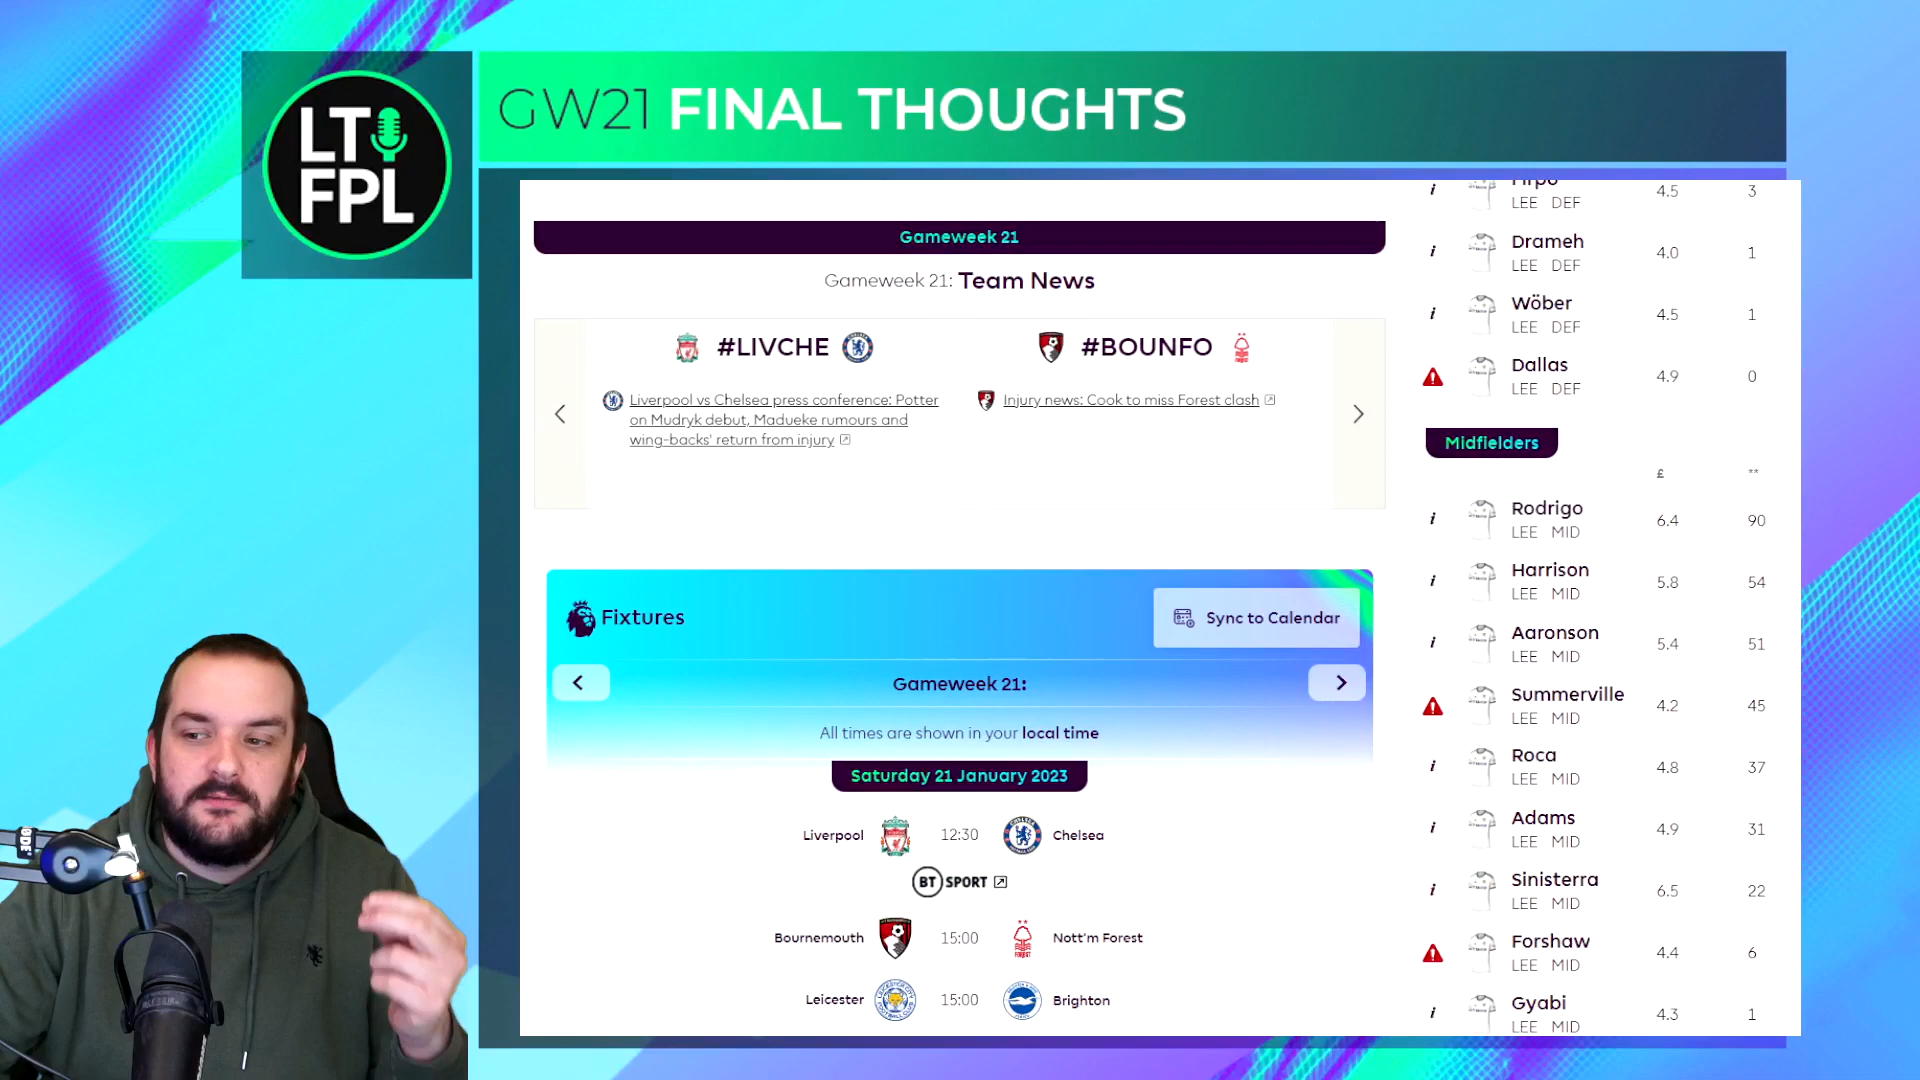 LT
FPL
GW21 FINAL THOUGHTS
Gameweek 21
Gameweek 21: Team News
#LIVCHE
#BOUNFO
Liverpool vs Chelsea press conference: Potter
on Mudryk debut, Madueke rumours and
wing-backs' return from injury
Injury news: Cook to miss Forest clash
Fixtures
Sync to Calendar
Gameweek 21:
All times are shown in your local time
Saturday 21 January 2023
Liverpool 12:30 Chelsea
BT SPORT
Bournemouth 15:00 Nott'm Forest
Leicester 15:00 Brighton
i 4.5 3
LEE DEF
i Drameh 4.0 1
LEE DEF
i Wöber 4.5 1
LEE DEF
Dallas 4.9 0
LEE DEF
Midfielders
£ **
i Rodrigo 6.4 90
LEE MID
i Harrison 5.8 54
LEE MID
i Aaronson 5.4 51
LEE MID
Summerville 4.2 45
LEE MID
i Roca 4.8 37
LEE MID
i Adams 4.9 31
LEE MID
i Sinisterra 6.5 22
LEE MID
Forshaw 4.4 6
LEE MID
i Gyabi 4.3 1
LEE MID